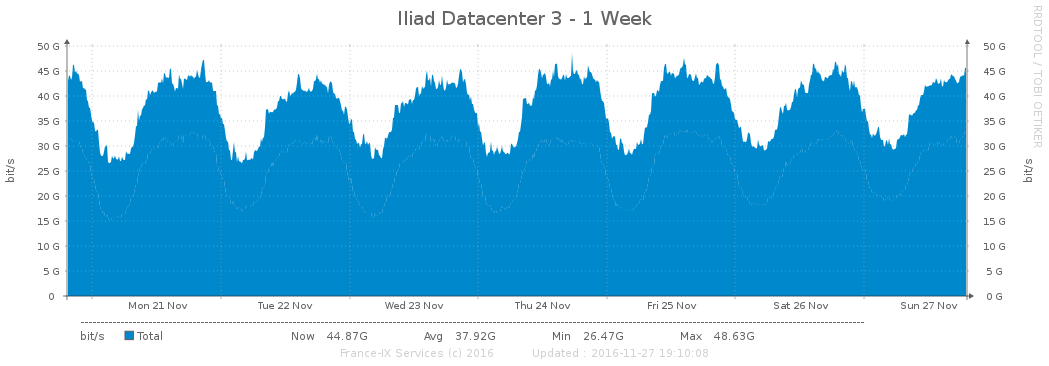 Iliad Datacenter 3 - 1 Week
RRDTOOL / TOBI OETIKER
bit/s
50 G 50 G
45 G 45 G
40 G 40 G
35 G 35 G
30 G 30 G
25 G 25 G
20 G 20 G
15 G 15 G
10 G 10 G
5 G 5 G
0 0 G
bit/s
Mon 21 Nov Tue 22 Nov Wed 23 Nov Thu 24 Nov Fri 25 Nov Sat 26 Nov Sun 27 Nov
bit/s Total Now 44.87G Avg 37.92G Min 26.47G Max 48.63G
France-IX Services (c) 2016 Updated : 2016-11-27 19:10:08